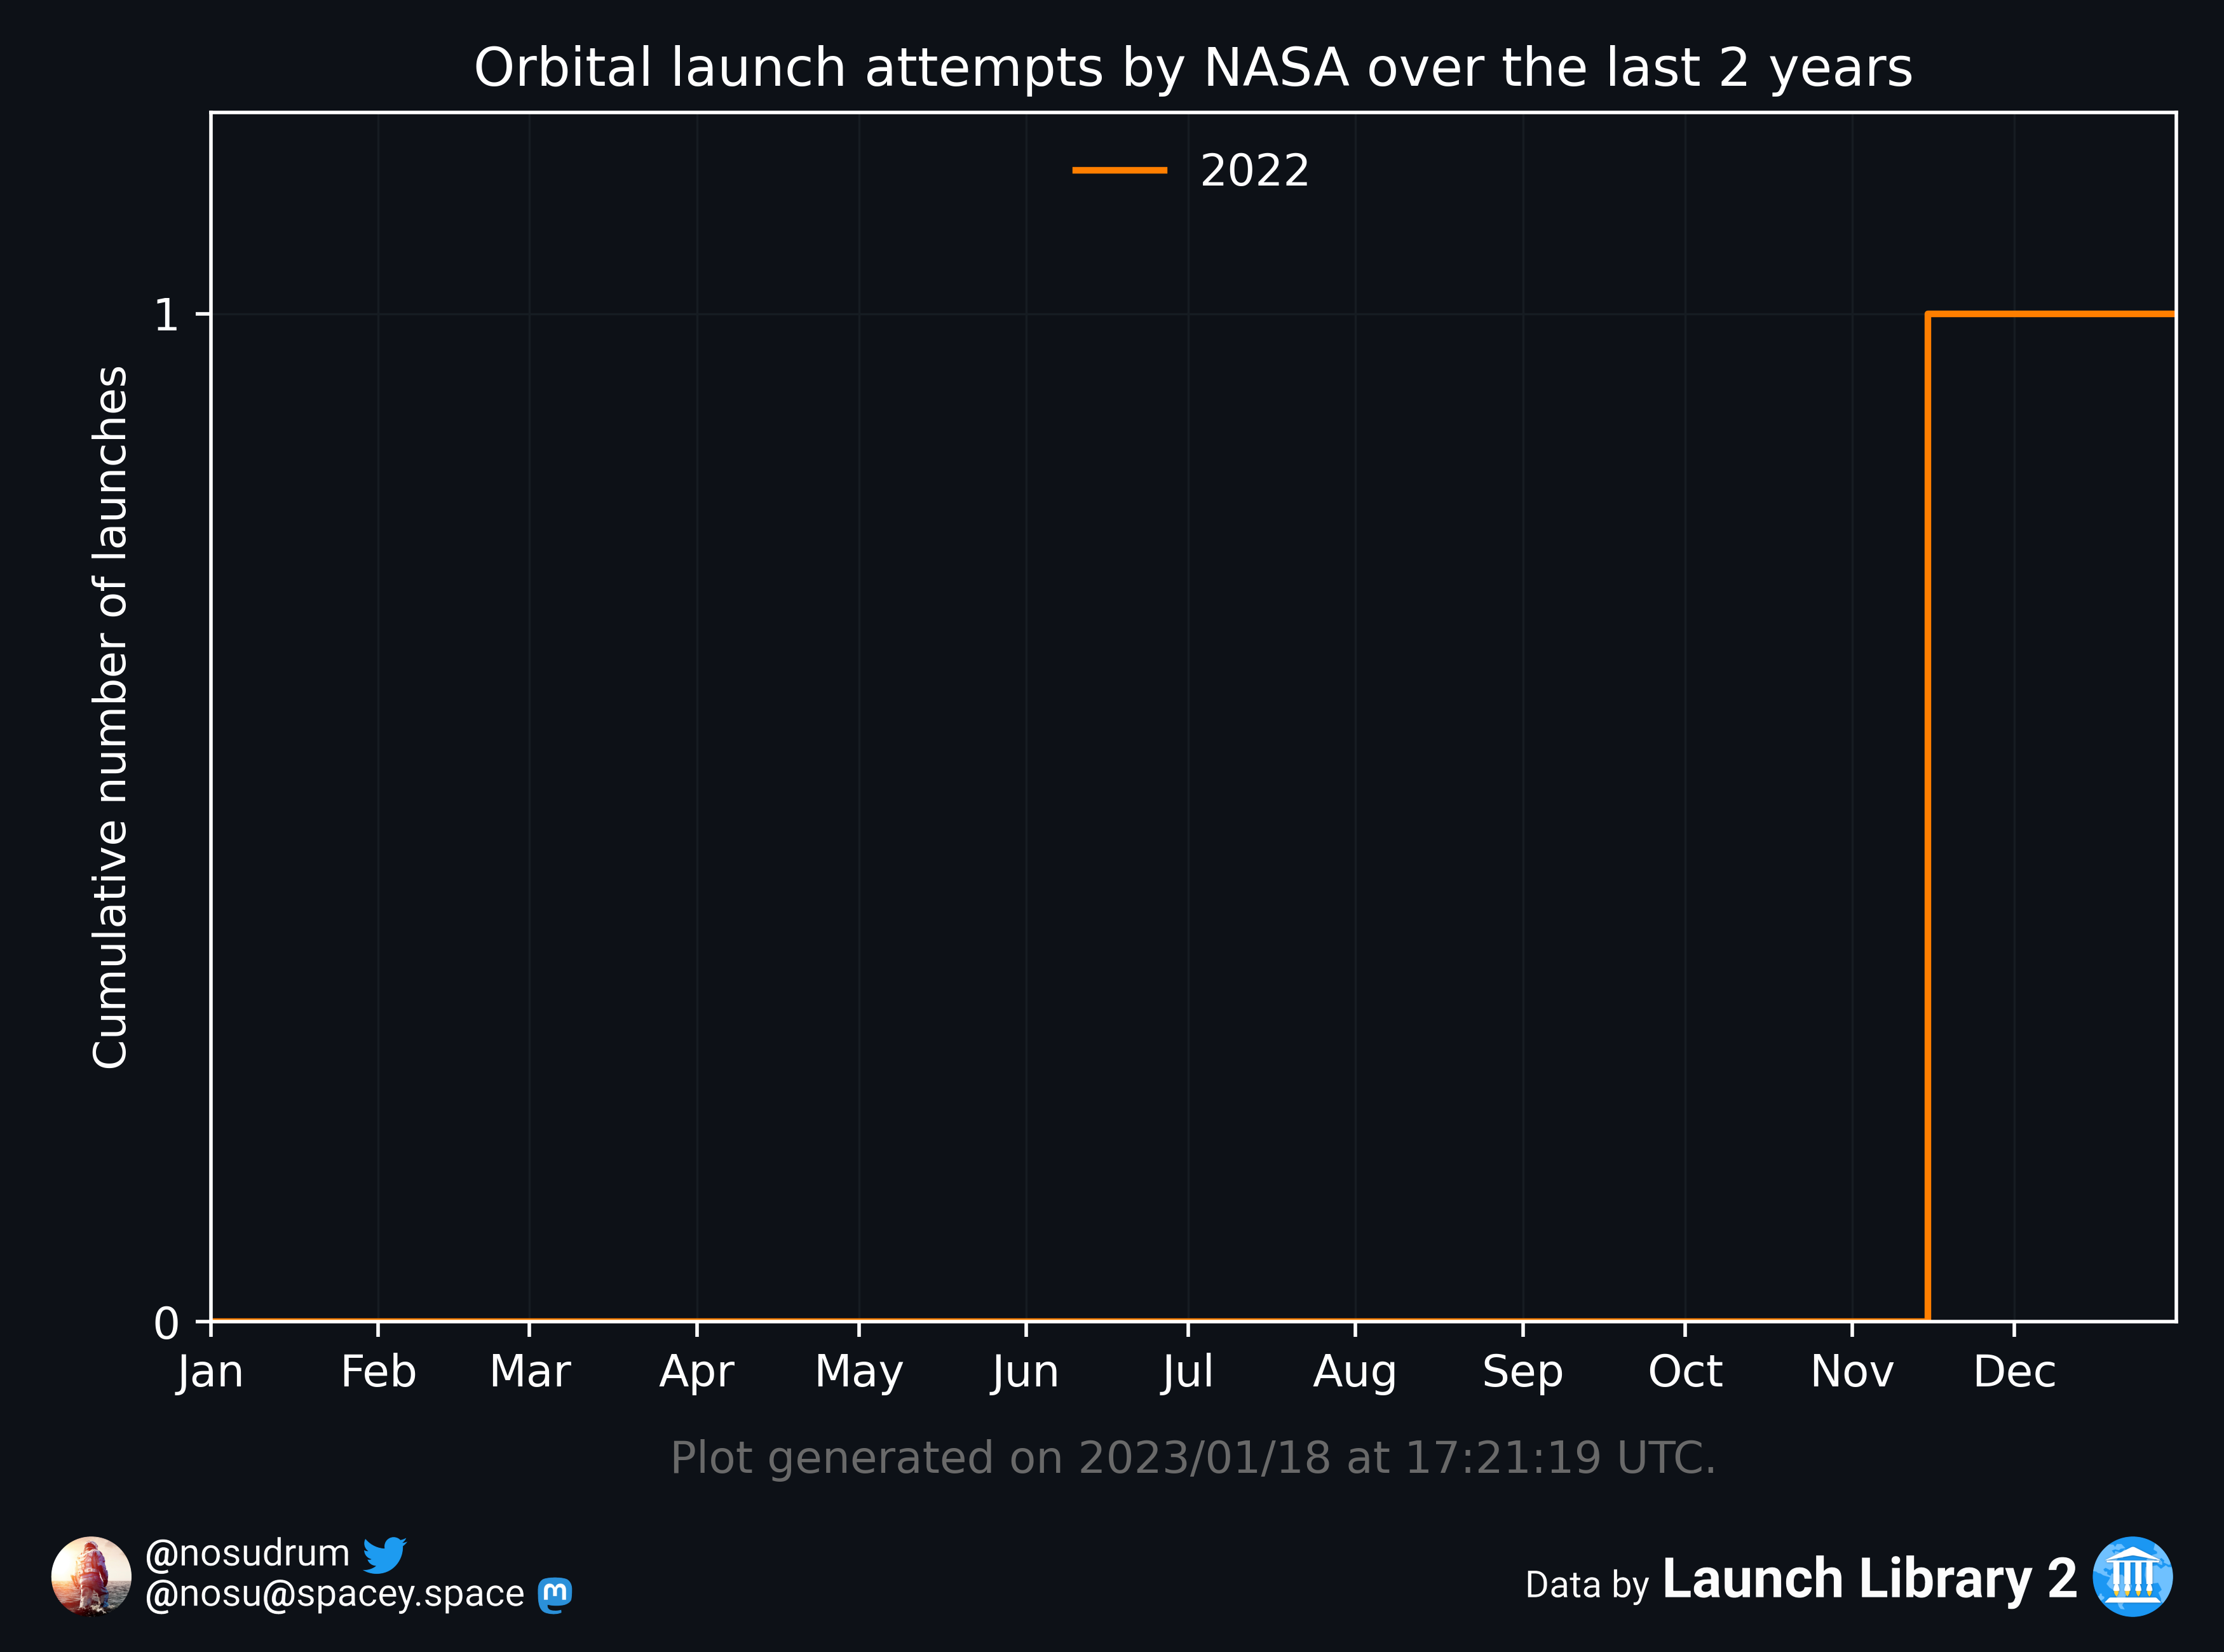 Orbital launch attempts by NASA over the last 2 years
2022
1
Cumulative number of launches
0
Jan Feb Mar Apr May Jun Jul Aug Sep Oct Nov Dec
Plot generated on 2023/01/18 at 17:21:19 UTC.
@nosudrum
@nosu@spacey.space
Data by Launch Library 2